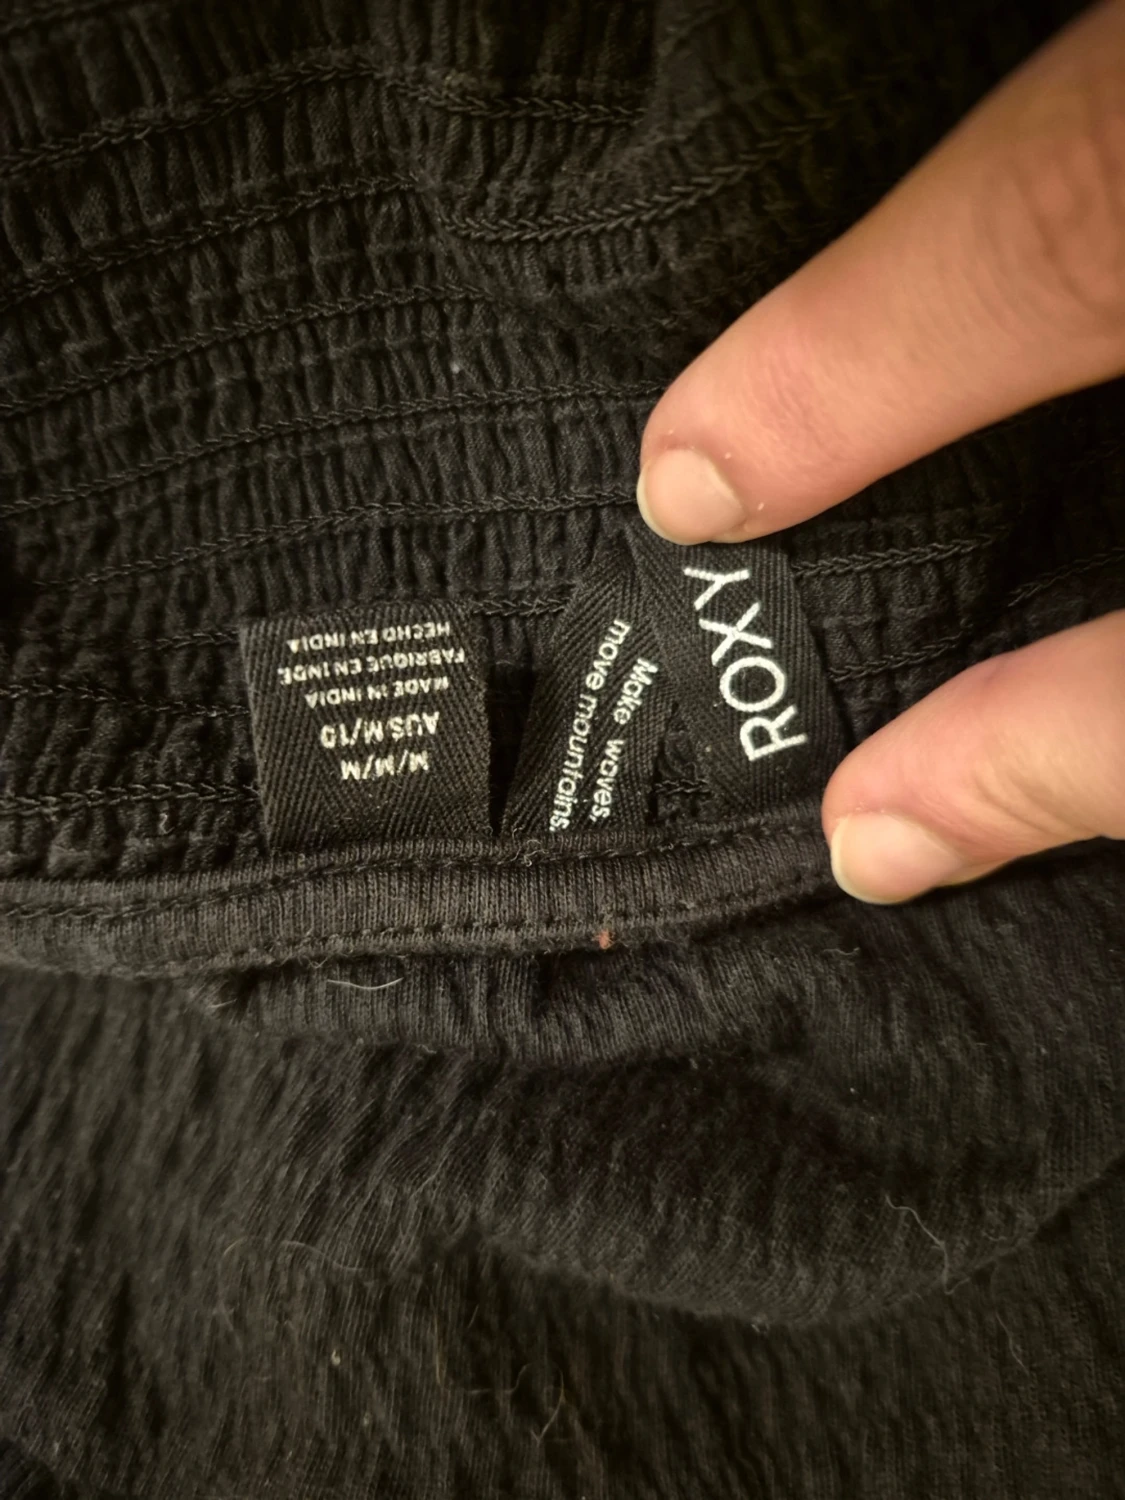 M/M/M
AUS M/10
MADE IN INDIA
FABRIQUE EN INDE
HECHO EN INDIA
Make waves,
move mountains.
ROXY